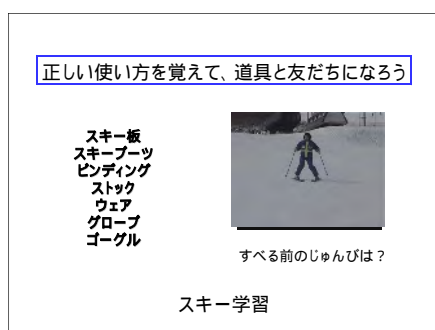 正しい使い方を覚えて、道具と友だちになろう
スキー板
スキーブーツ
ビンディング
ストック
ウェア
グローブ
ゴーグル
すべる前のじゅんびは？
スキー学習